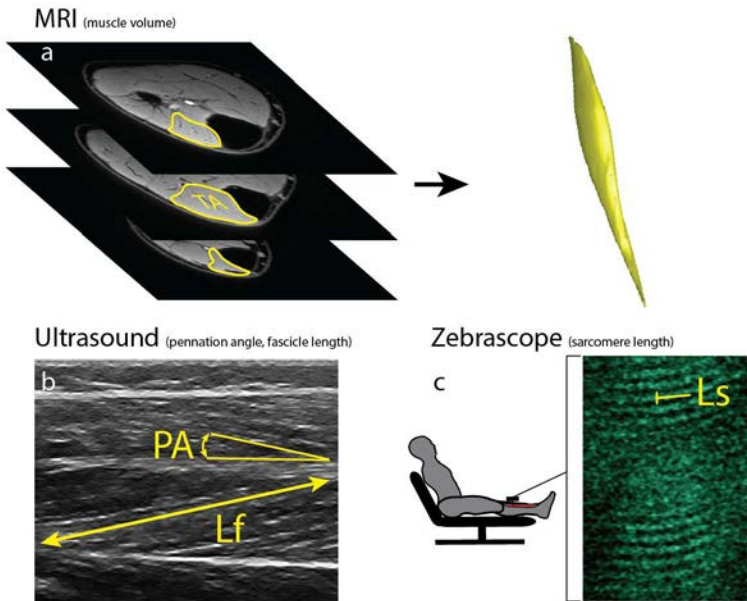 MRI (muscle volume)
a
TA
Ultrasound (pennation angle, fascicle length)
b
PA
Lf
Zebrascope (sarcomere length)
c
Ls